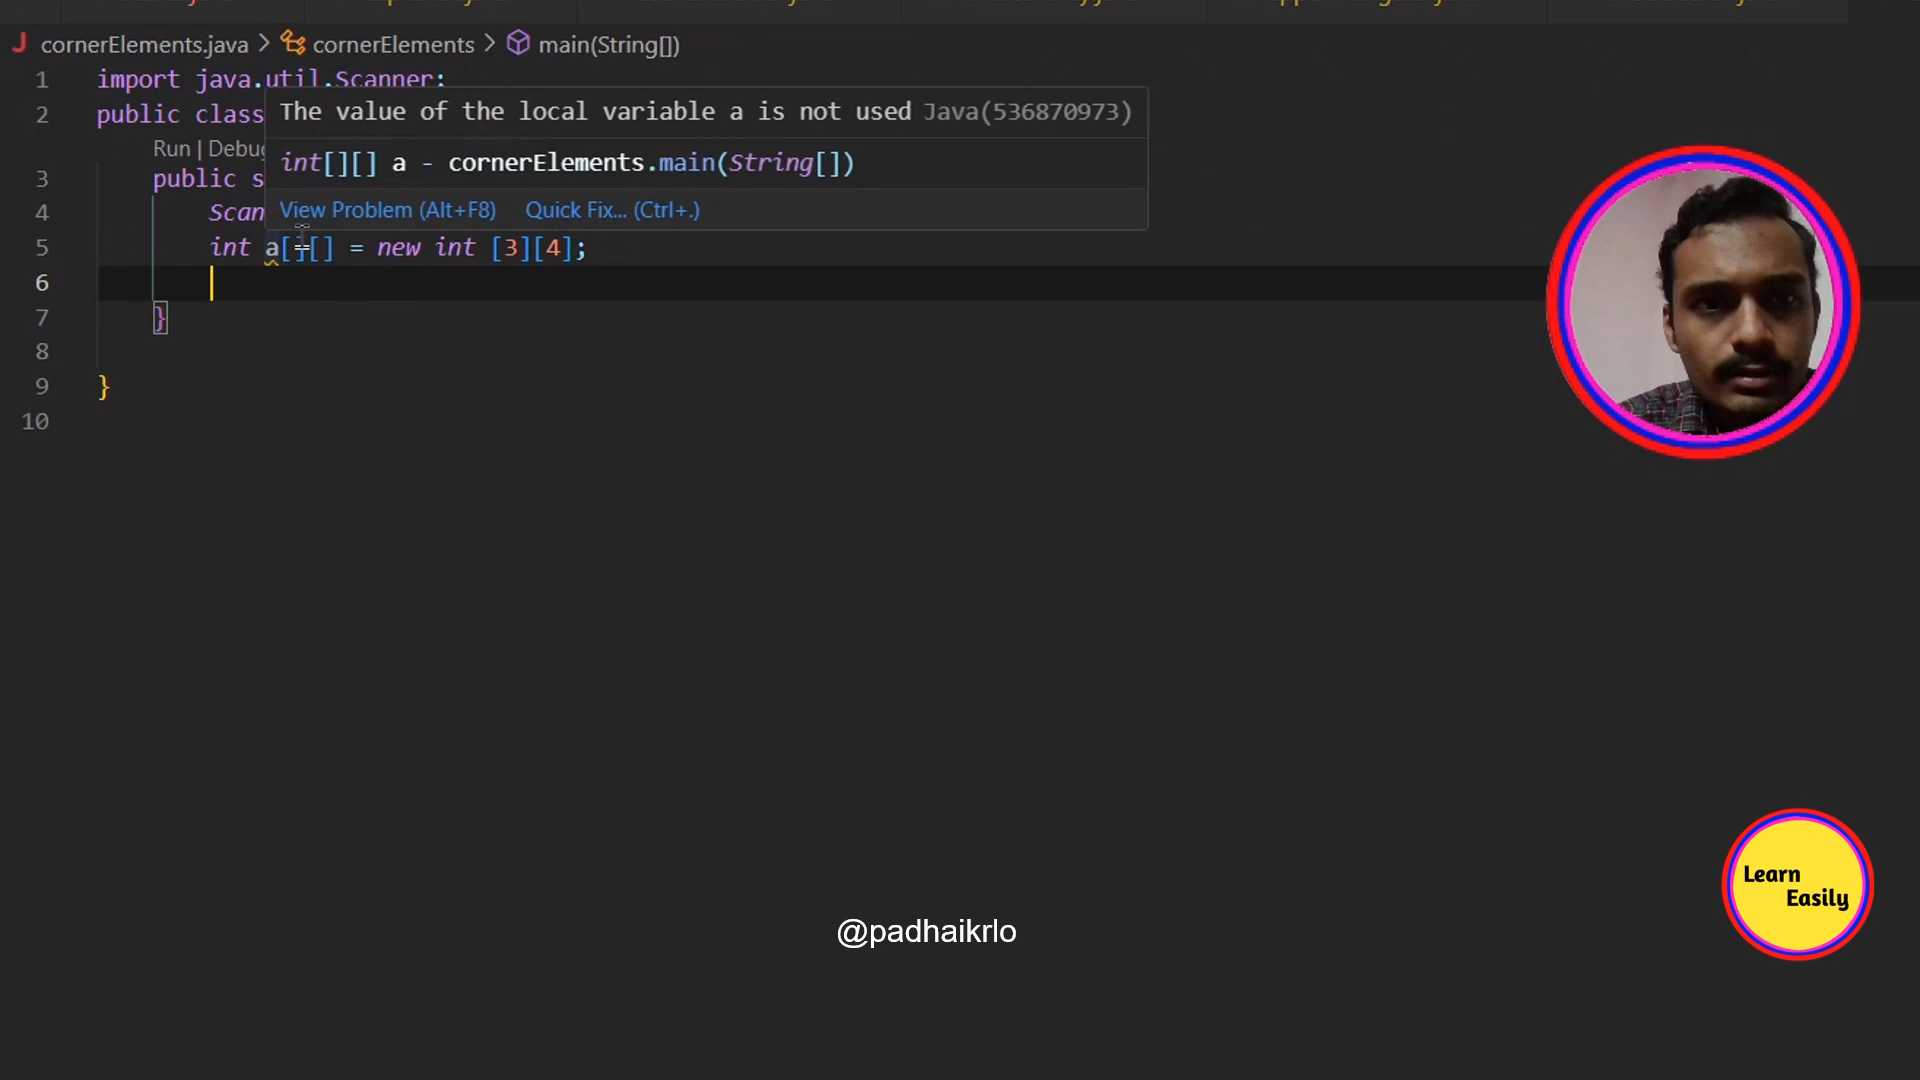 cornerElements.java > cornerElements > main(String[])
1 import java.util.Scanner;
2 public class
The value of the local variable a is not used Java(536870973)
Run | Debug
int[][] a - cornerElements.main(String[])
3 public s
4 Scan
View Problem (Alt+F8) Quick Fix... (Ctrl+.)
5 int a[][] = new int [3][4];
6
7 }
8
9 }
10
Learn
Easily
@padhaikrlo